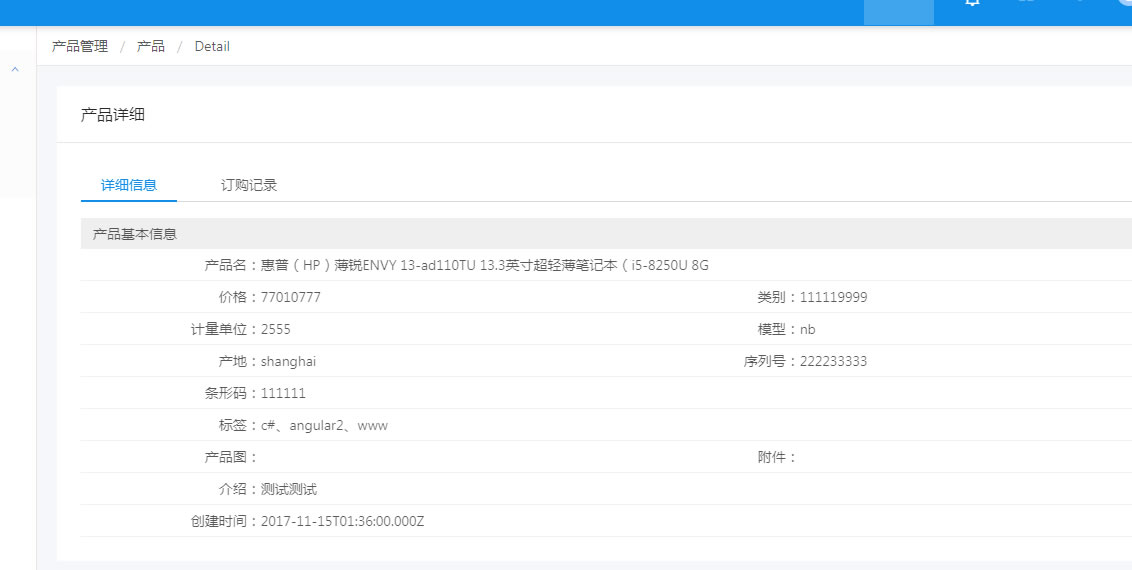 产品管理 / 产品 / Detail
产品详细
详细信息 订购记录
产品基本信息
产品名：惠普（HP）薄锐ENVY 13-ad110TU 13.3英寸超轻薄笔记本（i5-8250U 8G
价格：77010777 类别：111119999
计量单位：2555 模型：nb
产地：shanghai 序列号：222233333
条形码：111111
标签：c#、angular2、www
产品图： 附件：
介绍：测试测试
创建时间：2017-11-15T01:36:00.000Z